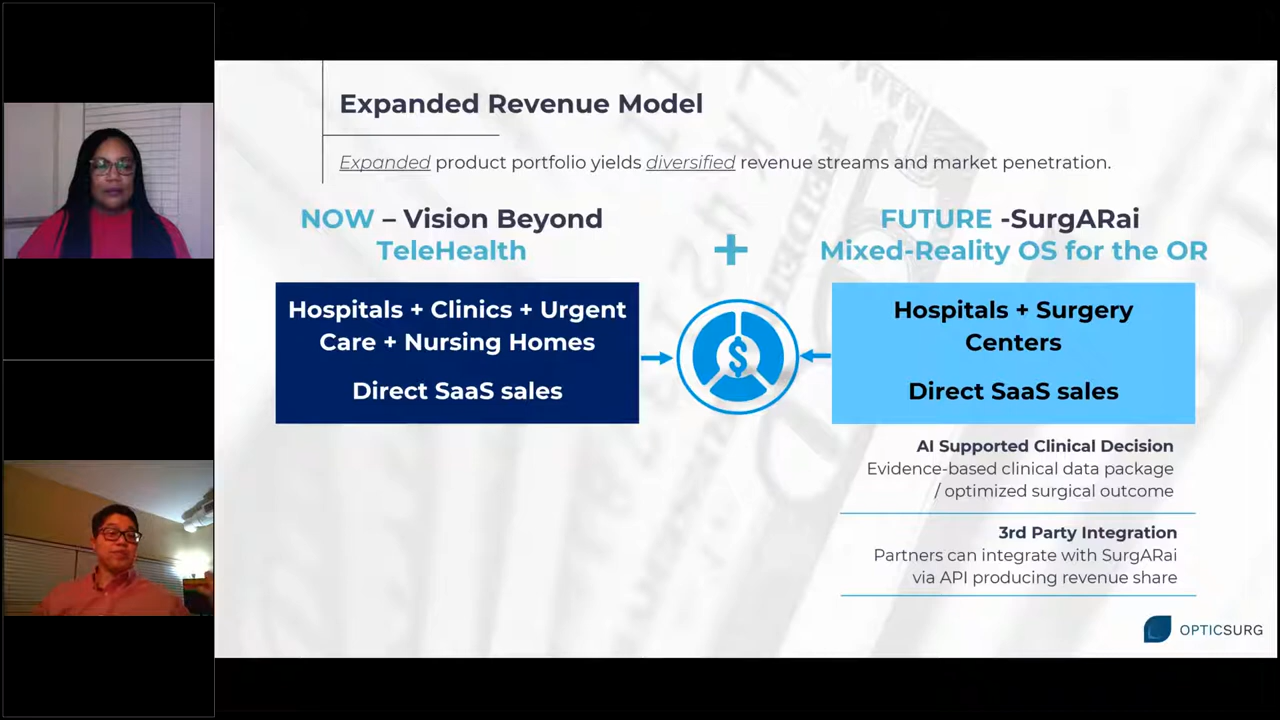 Expanded Revenue Model
Expanded product portfolio yields diversified revenue streams and market penetration.
NOW – Vision Beyond
TeleHealth
Hospitals + Clinics + Urgent
Care + Nursing Homes
Direct SaaS sales
+
$
FUTURE -SurgARai
Mixed-Reality OS for the OR
Hospitals + Surgery
Centers
Direct SaaS sales
AI Supported Clinical Decision
Evidence-based clinical data package
/ optimized surgical outcome
3rd Party Integration
Partners can integrate with SurgARai
via API producing revenue share
OPTICSURG